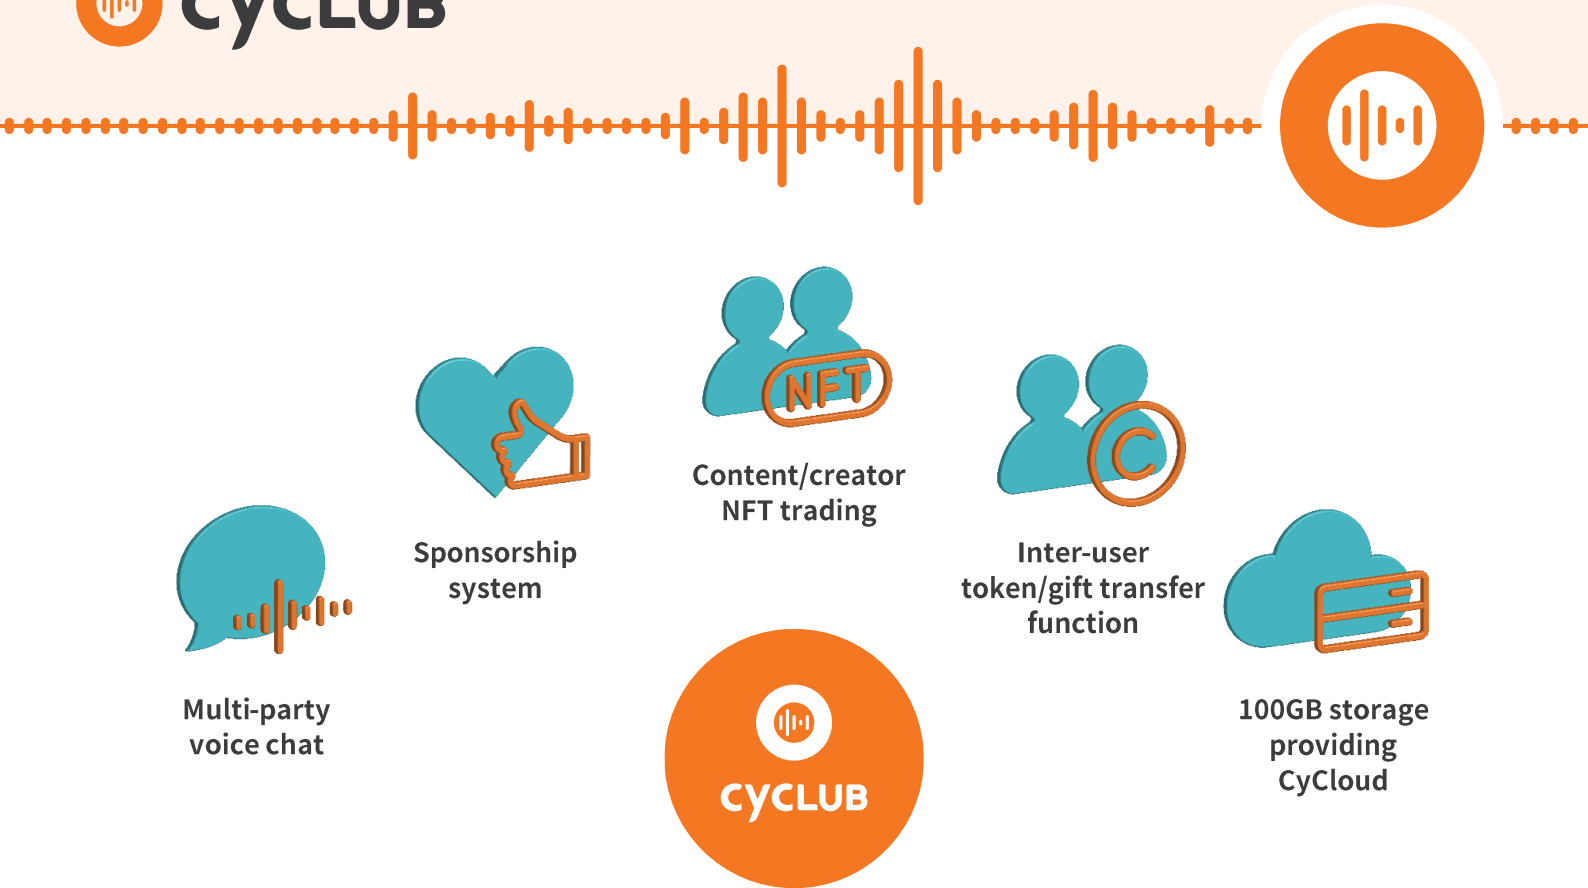 CYCLUB
NFT
Content/creator
NFT trading
C
Sponsorship
system
Inter-user
token/gift transfer
function
Multi-party
voice chat
100GB storage
providing
CyCloud
CYCLUB